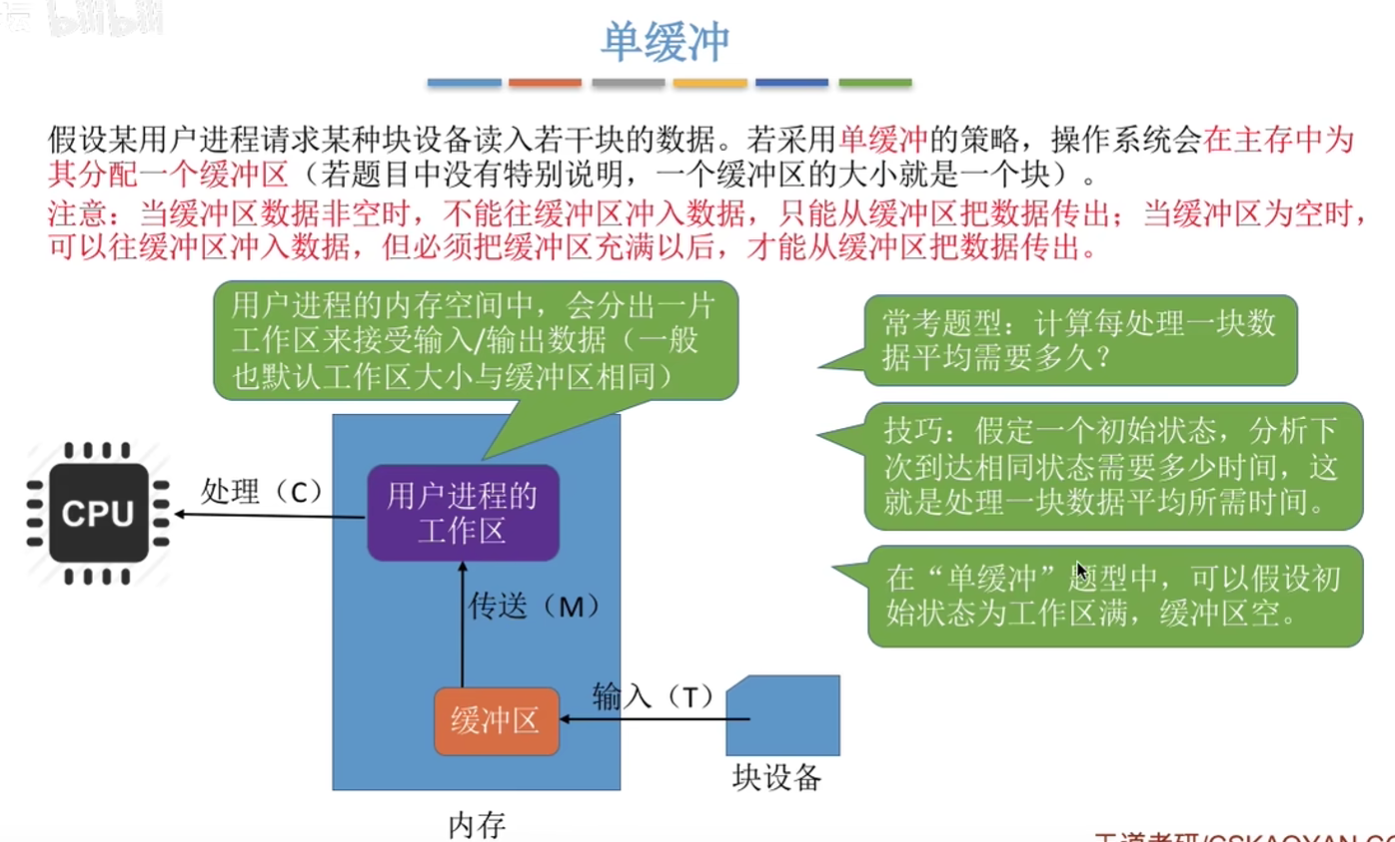 bilibili
单缓冲
假设某用户进程请求某种块设备读入若干块的数据。若采用单缓冲的策略，操作系统会在主存中为
其分配一个缓冲区（若题目中没有特别说明，一个缓冲区的大小就是一个块）。
注意：当缓冲区数据非空时，不能往缓冲区冲入数据，只能从缓冲区把数据传出；当缓冲区为空时，
可以往缓冲区冲入数据，但必须把缓冲区充满以后，才能从缓冲区把数据传出。
用户进程的内存空间中，会分出一片
工作区来接受输入/输出数据（一般
也默认工作区大小与缓冲区相同）
常考题型：计算每处理一块数
据平均需要多久？
技巧：假定一个初始状态，分析下
次到达相同状态需要多少时间，这
就是处理一块数据平均所需时间。
在“单缓冲”题型中，可以假设初
始状态为工作区满，缓冲区空。
CPU
处理（C）
用户进程的
工作区
传送（M）
缓冲区
输入（T）
块设备
内存